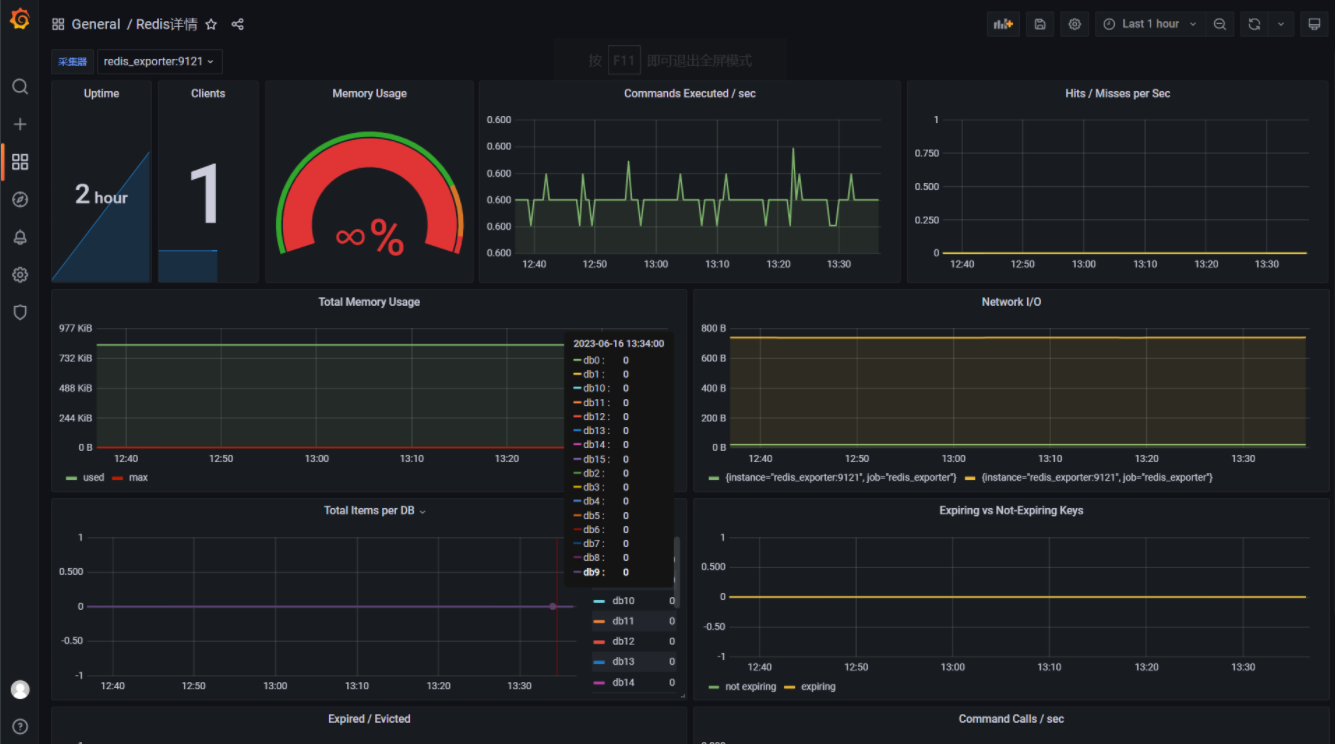 General / Redis详情
Last 1 hour
采集器 redis_exporter:9121
按 F11 即可退出全屏模式
Uptime
2 hour
Clients
1
Memory Usage
∞%
Commands Executed / sec
0.600
0.600
0.600
0.600
0.600
0.600
12:40 12:50 13:00 13:10 13:20 13:30
Hits / Misses per Sec
1
0.750
0.500
0.250
0
12:40 12:50 13:00 13:10 13:20 13:30
Total Memory Usage
977 KiB
732 KiB
488 KiB
244 KiB
0 B
12:40 12:50 13:00 13:10 13:20
used max
2023-06-16 13:34:00
db0 : 0
db1 : 0
db10 : 0
db11 : 0
db12 : 0
db13 : 0
db14 : 0
db15 : 0
db2 : 0
db3 : 0
db4 : 0
db5 : 0
db6 : 0
db7 : 0
db8 : 0
db9 : 0
Network I/O
800 B
600 B
400 B
200 B
0 B
12:40 12:50 13:00 13:10 13:20 13:30
{instance="redis_exporter:9121", job="redis_exporter"} {instance="redis_exporter:9121", job="redis_exporter"}
Total Items per DB
1
0.500
0
-0.50
-1
12:40 12:50 13:00 13:10 13:20 13:30
db10 0
db11 0
db12 0
db13 0
db14 0
Expiring vs Not-Expiring Keys
1
0.500
0
-0.50
-1
12:40 12:50 13:00 13:10 13:20 13:30
not expiring expiring
Expired / Evicted
Command Calls / sec